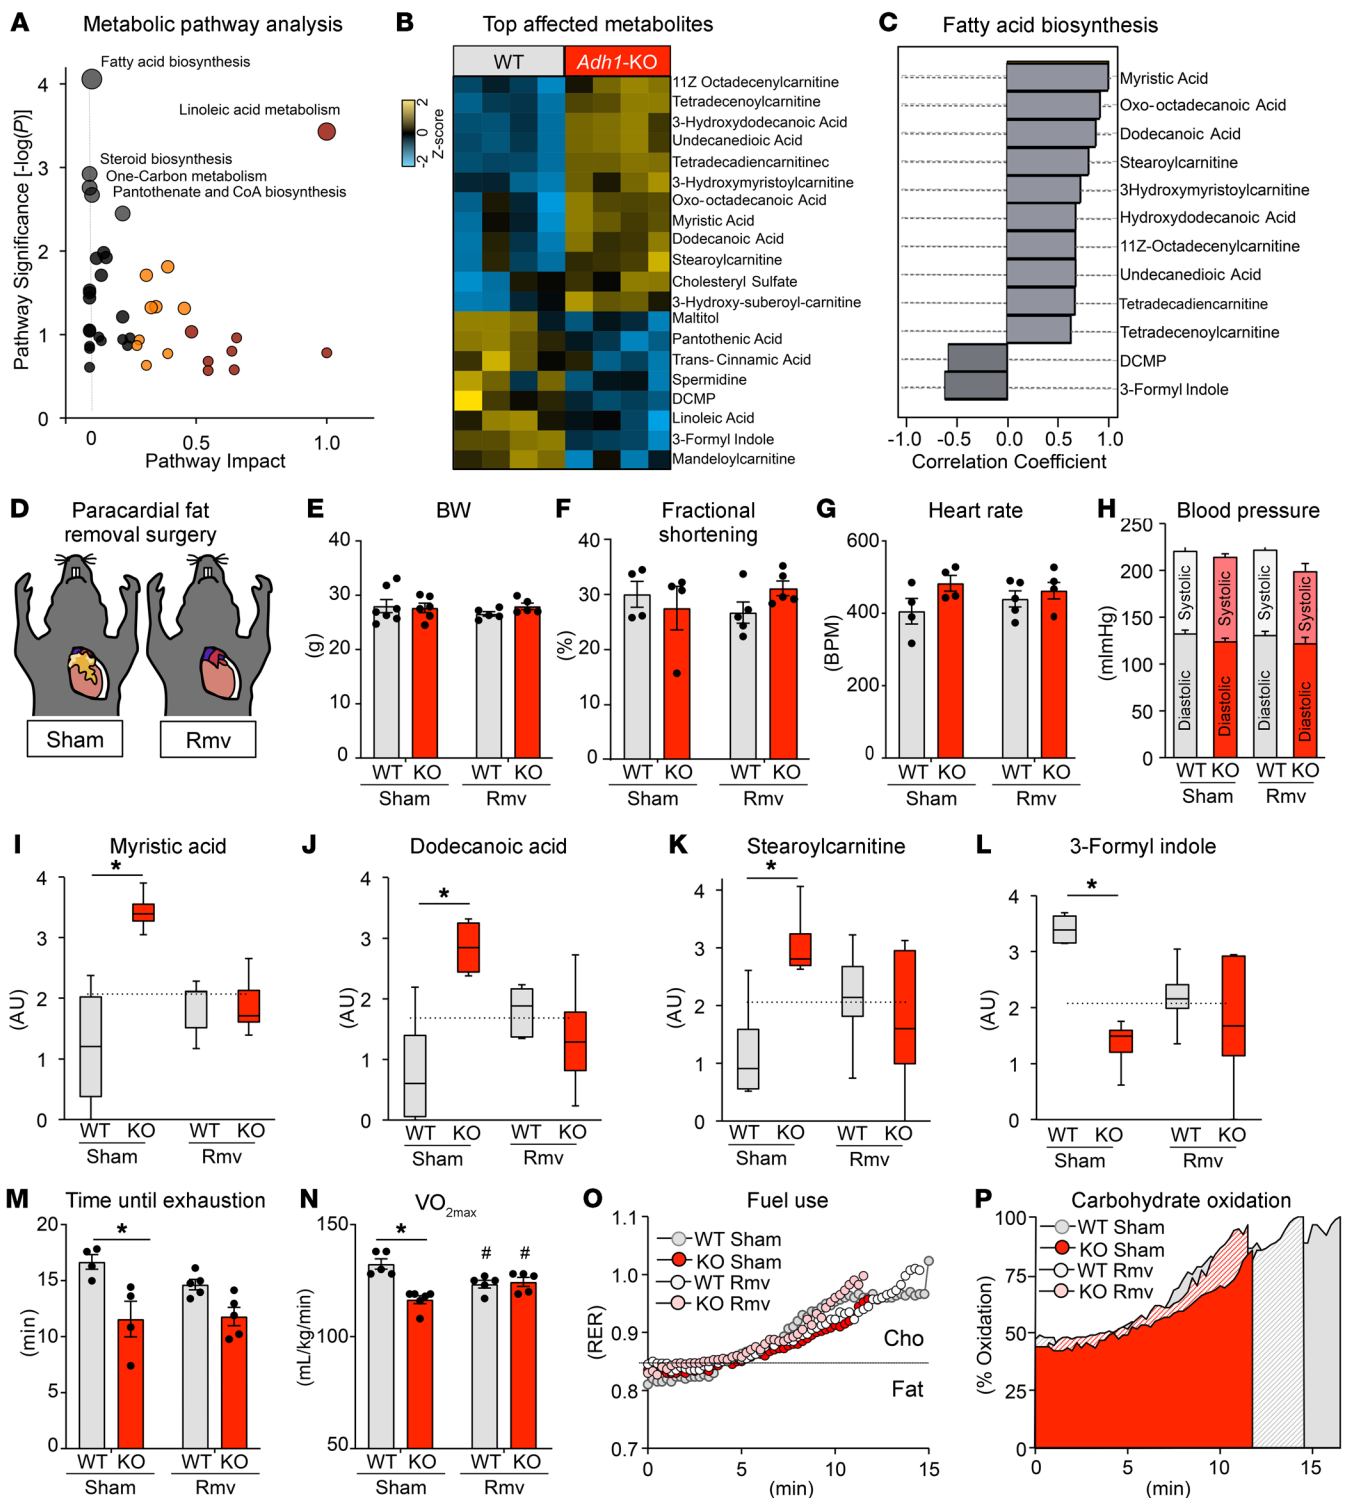 A Metabolic pathway analysis
Pathway Significance [-log(P)]
4
3
2
1
0
Fatty acid biosynthesis
Linoleic acid metabolism
Steroid biosynthesis
One-Carbon metabolism
Pantothenate and CoA biosynthesis
0 0.5 1.0
Pathway Impact
B Top affected metabolites
WT Adh1-KO
2
0
-2
Z-score
11Z Octadecenylcarnitine
Tetradecenoylcarnitine
3-Hydroxydodecanoic Acid
Undecanedioic Acid
Tetradecadiencarnitinec
3-Hydroxymyristoylcarnitine
Oxo-octadecanoic Acid
Myristic Acid
Dodecanoic Acid
Stearoylcarnitine
Cholesteryl Sulfate
3-Hydroxy-suberoyl-carnitine
Maltitol
Pantothenic Acid
Trans-Cinnamic Acid
Spermidine
DCMP
Linoleic Acid
3-Formyl Indole
Mandeloylcarnitine
C Fatty acid biosynthesis
Myristic Acid
Oxo-octadecanoic Acid
Dodecanoic Acid
Stearoylcarnitine
3Hydroxymyristoylcarnitine
Hydroxydodecanoic Acid
11Z-Octadecenylcarnitine
Undecanedioic Acid
Tetradecadiencarnitine
Tetradecenoylcarnitine
DCMP
3-Formyl Indole
-1.0 -0.5 0.0 0.5 1.0
Correlation Coefficient
D Paracardial fat
removal surgery
Sham Rmv
E BW
(g)
40
30
20
10
0
WT KO WT KO
Sham Rmv
F Fractional
shortening
(%)
40
30
20
10
0
WT KO WT KO
Sham Rmv
G Heart rate
(BPM)
600
400
200
0
WT KO WT KO
Sham Rmv
H Blood pressure
(mlmHg)
250
200
150
100
50
0
Systolic Systolic Systolic Systolic
Diastolic Diastolic Diastolic Diastolic
WT KO WT KO
Sham Rmv
I Myristic acid
(AU)
4
3
2
1
0
*
WT KO WT KO
Sham Rmv
J Dodecanoic acid
(AU)
4
3
2
1
0
*
WT KO WT KO
Sham Rmv
K Stearoylcarnitine
(AU)
4
3
2
1
0
*
WT KO WT KO
Sham Rmv
L 3-Formyl indole
(AU)
4
3
2
1
0
*
WT KO WT KO
Sham Rmv
M Time until exhaustion
(min)
20
15
10
5
0
*
WT KO WT KO
Sham Rmv
N VO2max
(mL/kg/min)
150
100
50
* # #
WT KO WT KO
Sham Rmv
O Fuel use
(RER)
1.1
1.0
0.9
0.8
0.7
WT Sham
KO Sham
WT Rmv
KO Rmv
Cho
Fat
0 5 10 15
(min)
P Carbohydrate oxidation
(% Oxidation)
100
75
50
25
0
WT Sham
KO Sham
WT Rmv
KO Rmv
0 5 10 15
(min)